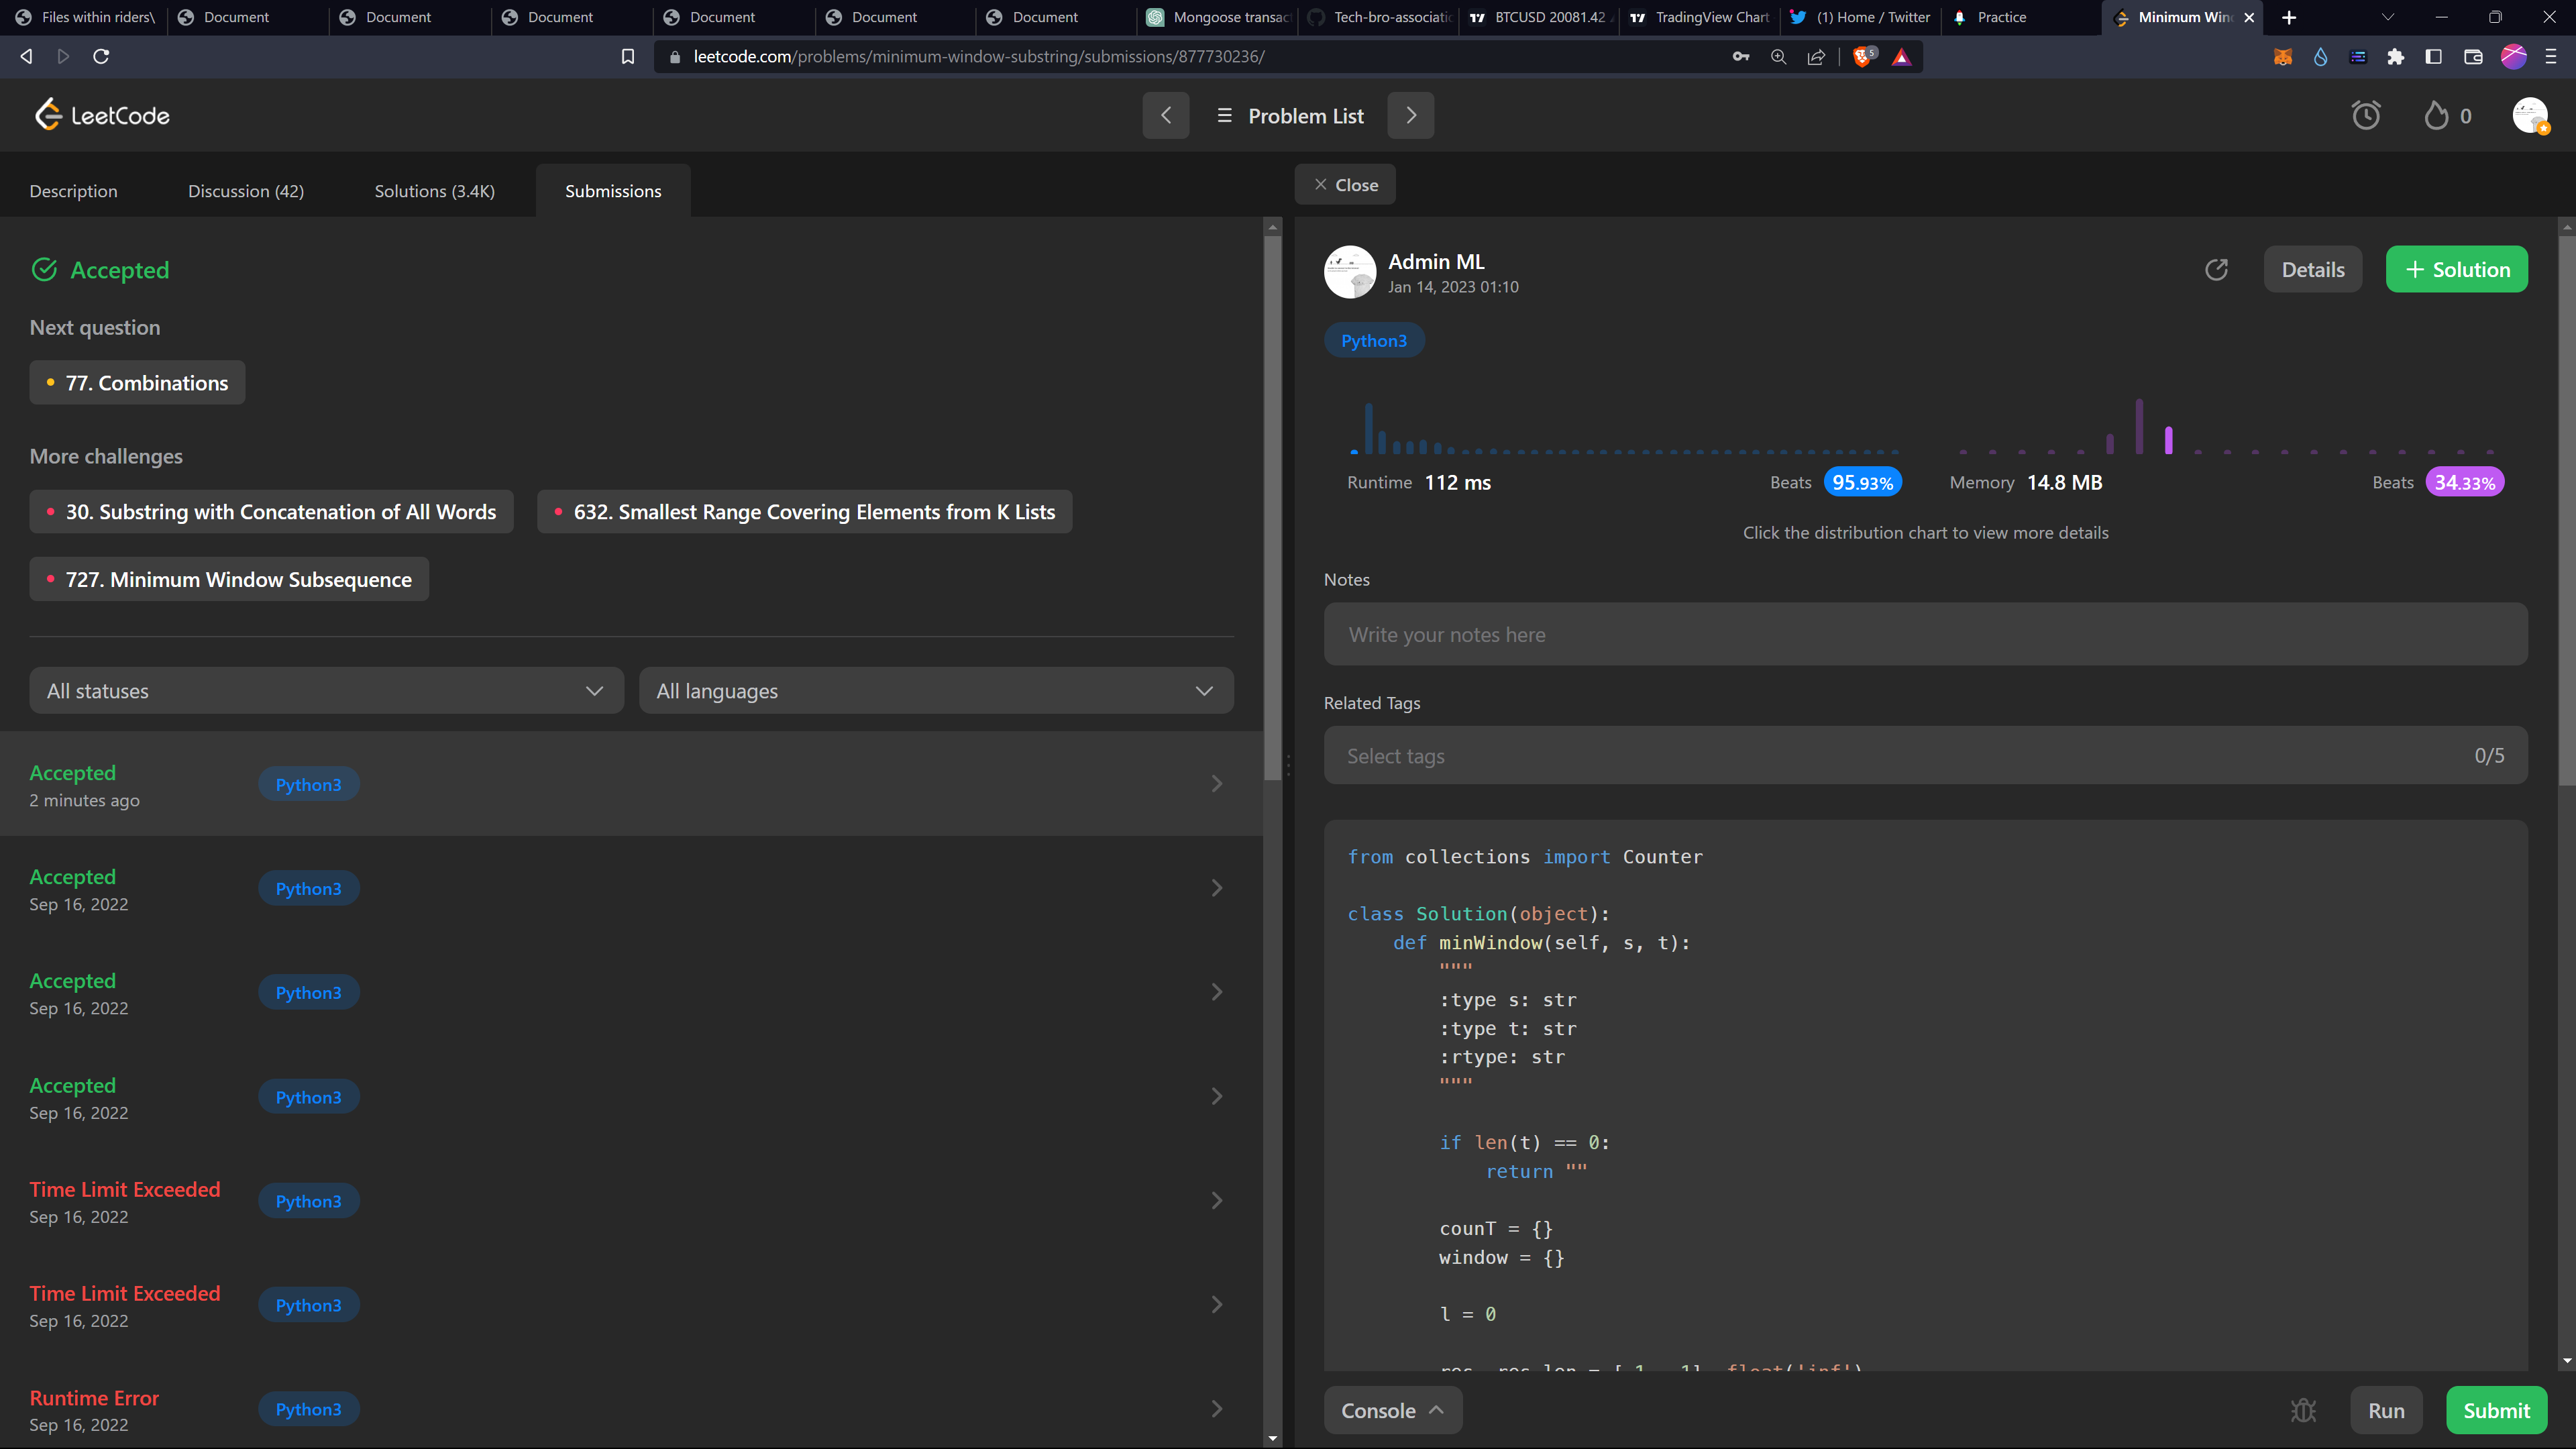 Files within riders\
Document
Document
Document
Document
Document
Document
Mongoose transac
Tech-bro-associatio
BTCUSD 20081.42
TradingView Chart
(1) Home / Twitter
Practice
Minimum Win
leetcode.com/problems/minimum-window-substring/submissions/877730236/
5
LeetCode
Problem List
0
Description
Discussion (42)
Solutions (3.4K)
Submissions
Close
Accepted
Next question
77. Combinations
More challenges
30. Substring with Concatenation of All Words
632. Smallest Range Covering Elements from K Lists
727. Minimum Window Subsequence
All statuses
All languages
Accepted
2 minutes ago
Python3
Accepted
Sep 16, 2022
Python3
Accepted
Sep 16, 2022
Python3
Accepted
Sep 16, 2022
Python3
Time Limit Exceeded
Sep 16, 2022
Python3
Time Limit Exceeded
Sep 16, 2022
Python3
Runtime Error
Sep 16, 2022
Python3
Admin ML
Jan 14, 2023 01:10
Details
+ Solution
Python3
Runtime 112 ms
Beats 95.93%
Memory 14.8 MB
Beats 34.33%
Click the distribution chart to view more details
Notes
Write your notes here
Related Tags
Select tags
0/5
from collections import Counter
class Solution(object):
def minWindow(self, s, t):
"""
:type s: str
:type t: str
:rtype: str
"""
if len(t) == 0:
return ""
counT = {}
window = {}
l = 0
Console
Run
Submit